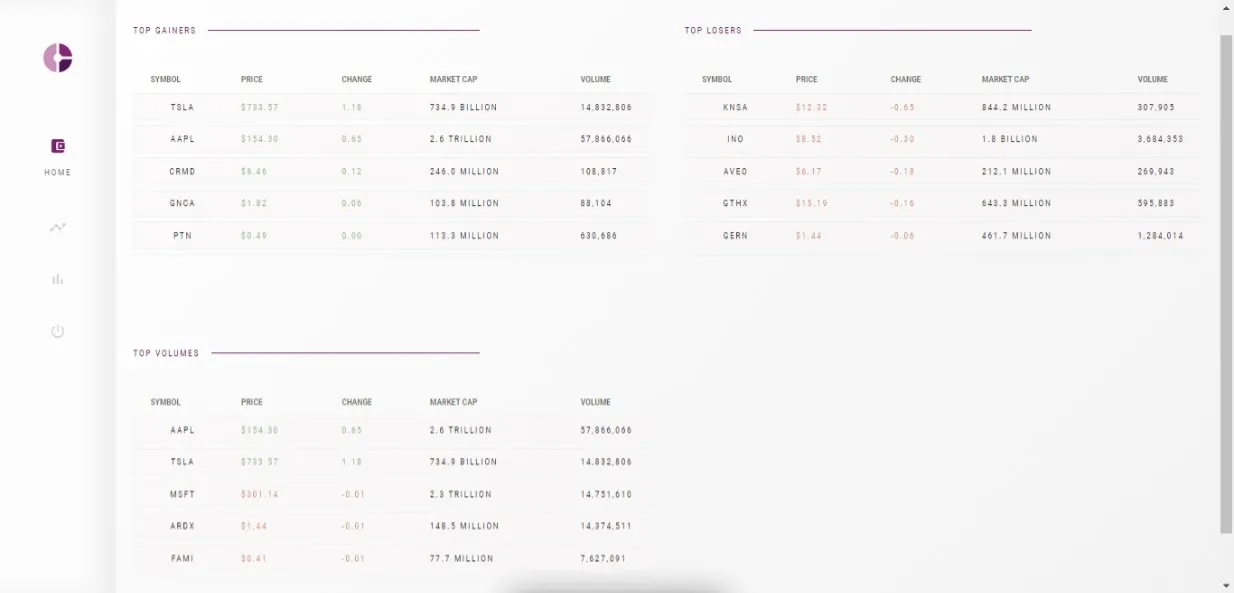 TOP GAINERS
SYMBOL PRICE CHANGE MARKET CAP VOLUME
TSLA $733.57 1.18 734.9 BILLION 14,832,806
AAPL $154.30 0.65 2.6 TRILLION 57,866,066
CRMD $6.46 0.12 246.0 MILLION 108,817
GNCA $1.82 0.06 103.8 MILLION 88,104
PTN $0.49 0.00 113.3 MILLION 630,686
TOP LOSERS
SYMBOL PRICE CHANGE MARKET CAP VOLUME
KNSA $12.32 -0.65 844.2 MILLION 307,905
INO $8.52 -0.30 1.8 BILLION 3,684,353
AVEO $6.17 -0.18 212.1 MILLION 269,943
GTHX $15.19 -0.16 643.3 MILLION 595,883
GERN $1.44 -0.06 461.7 MILLION 1,284,014
HOME
TOP VOLUMES
SYMBOL PRICE CHANGE MARKET CAP VOLUME
AAPL $154.30 0.65 2.6 TRILLION 57,866,066
TSLA $733.57 1.18 734.9 BILLION 14,832,806
MSFT $301.14 -0.01 2.3 TRILLION 14,751,610
ARDX $1.44 -0.01 148.5 MILLION 14,374,511
FAMI $0.41 -0.01 77.7 MILLION 7,627,091